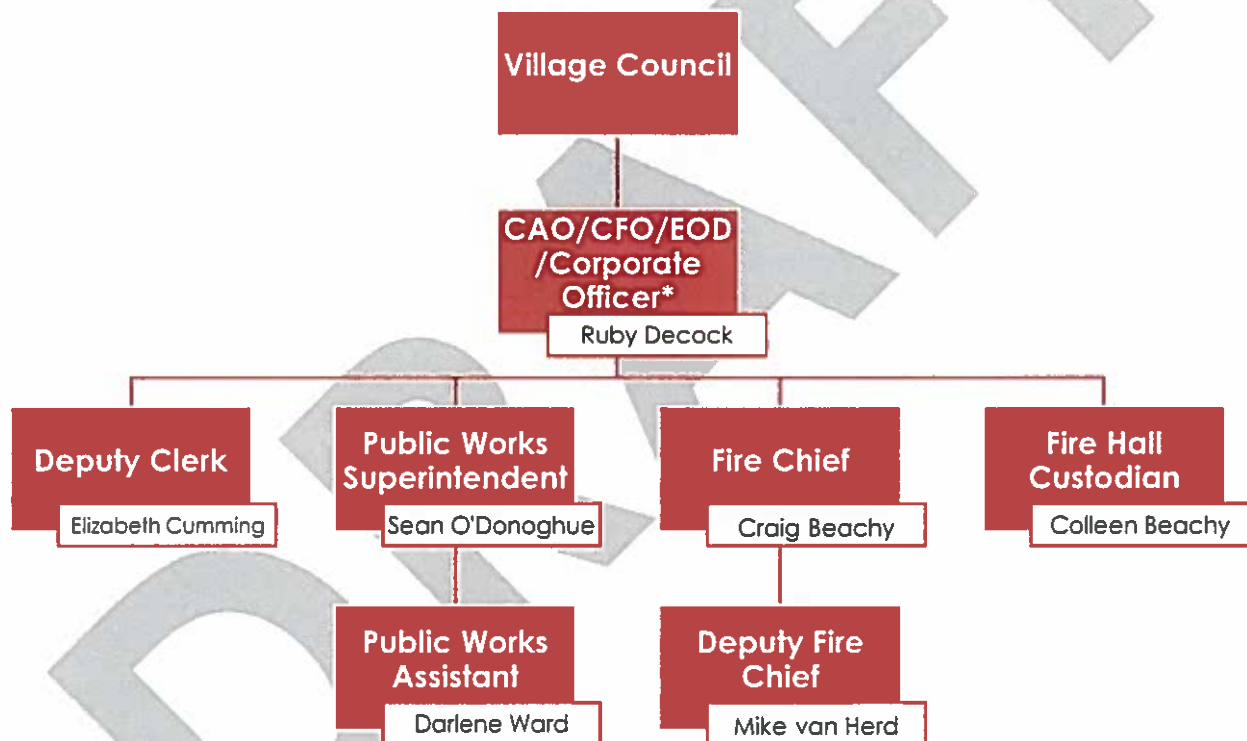 Village Council
CAO/CFO/EOD
/Corporate
Officer*
Ruby Decock
Deputy Clerk
Elizabeth Cumming
Public Works
Superintendent
Sean O'Donoghue
Fire Chief
Craig Beachy
Fire Hall
Custodian
Colleen Beachy
Public Works
Assistant
Darlene Ward
Deputy Fire
Chief
Mike van Herd
DRAFT